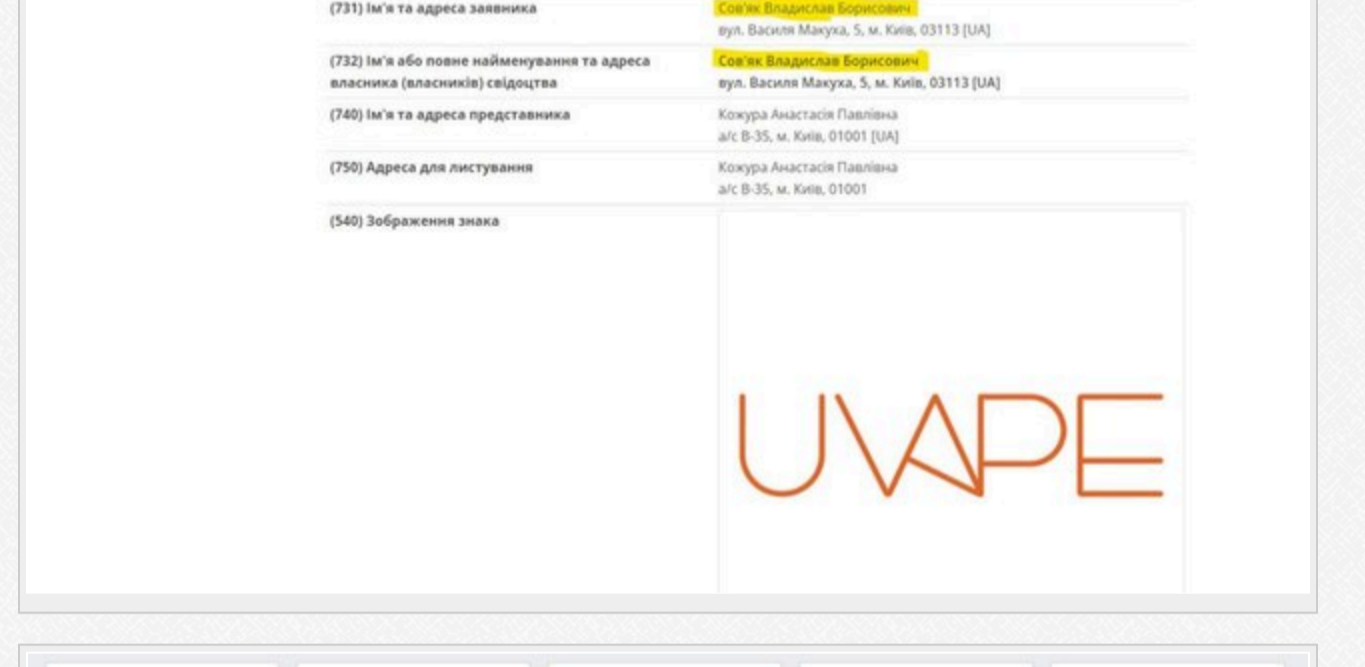 (731) Ім'я та адреса заявника
Сов'як Владислав Борисович
вул. Василя Макуха, 5, м. Київ, 03113 [UA]
(732) Ім'я або повне найменування та адреса
власника (власників) свідоцтва
Сов'як Владислав Борисович
вул. Василя Макуха, 5, м. Київ, 03113 [UA]
(740) Ім'я та адреса представника
Кожура Анастасія Павлівна
а/с В-35, м. Київ, 01001 [UA]
(750) Адреса для листування
Кожура Анастасія Павлівна
а/с В-35, м. Київ, 01001
(540) Зображення знака
UVAPE